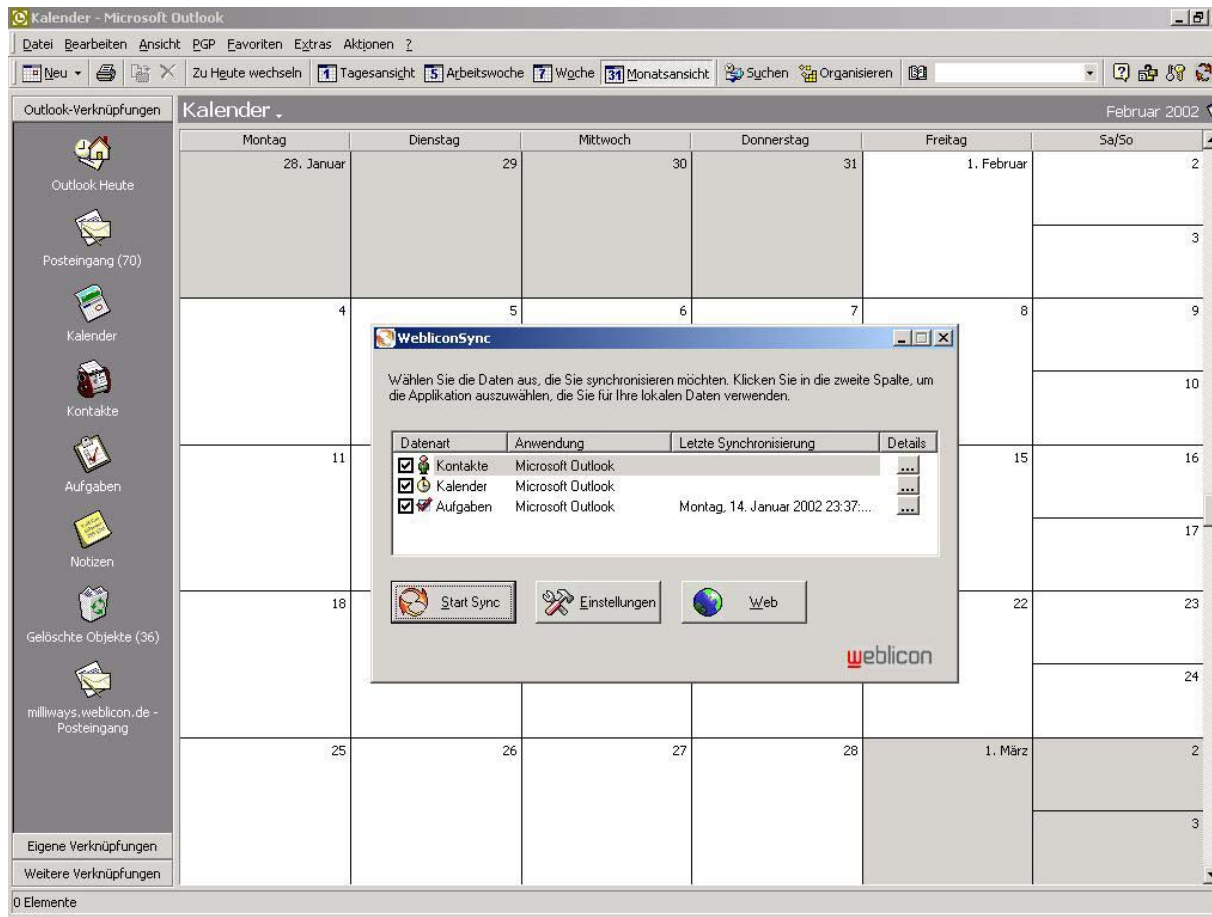 Kalender - Microsoft Outlook
Datei Bearbeiten Ansicht PGP Favoriten Extras Aktionen ?
Neu Zu Heute wechseln 1 Tagesansicht 5 Arbeitswoche 7 Woche 31 Monatsansicht Suchen Organisieren
Outlook-Verknüpfungen
Kalender
Februar 2002
Outlook Heute
Posteingang (70)
Kalender
Kontakte
Aufgaben
Notizen
Gelöschte Objekte (36)
milliways.weblicon.de -
Posteingang
Eigene Verknüpfungen
Weitere Verknüpfungen
Montag Dienstag Mittwoch Donnerstag Freitag Sa/So
28. Januar 29 30 31 1. Februar 2
3
4 5 6 7 8 9
10
11 15 16
17
18 22 23
24
25 26 27 28 1. März 2
3
WebliconSync
Wählen Sie die Daten aus, die Sie synchronisieren möchten. Klicken Sie in die zweite Spalte, um
die Applikation auszuwählen, die Sie für Ihre lokalen Daten verwenden.
Datenart Anwendung Letzte Synchronisierung Details
Kontakte Microsoft Outlook ...
Kalender Microsoft Outlook ...
Aufgaben Microsoft Outlook Montag, 14. Januar 2002 23:37:... ...
Start Sync Einstellungen Web
weblicon
0 Elemente